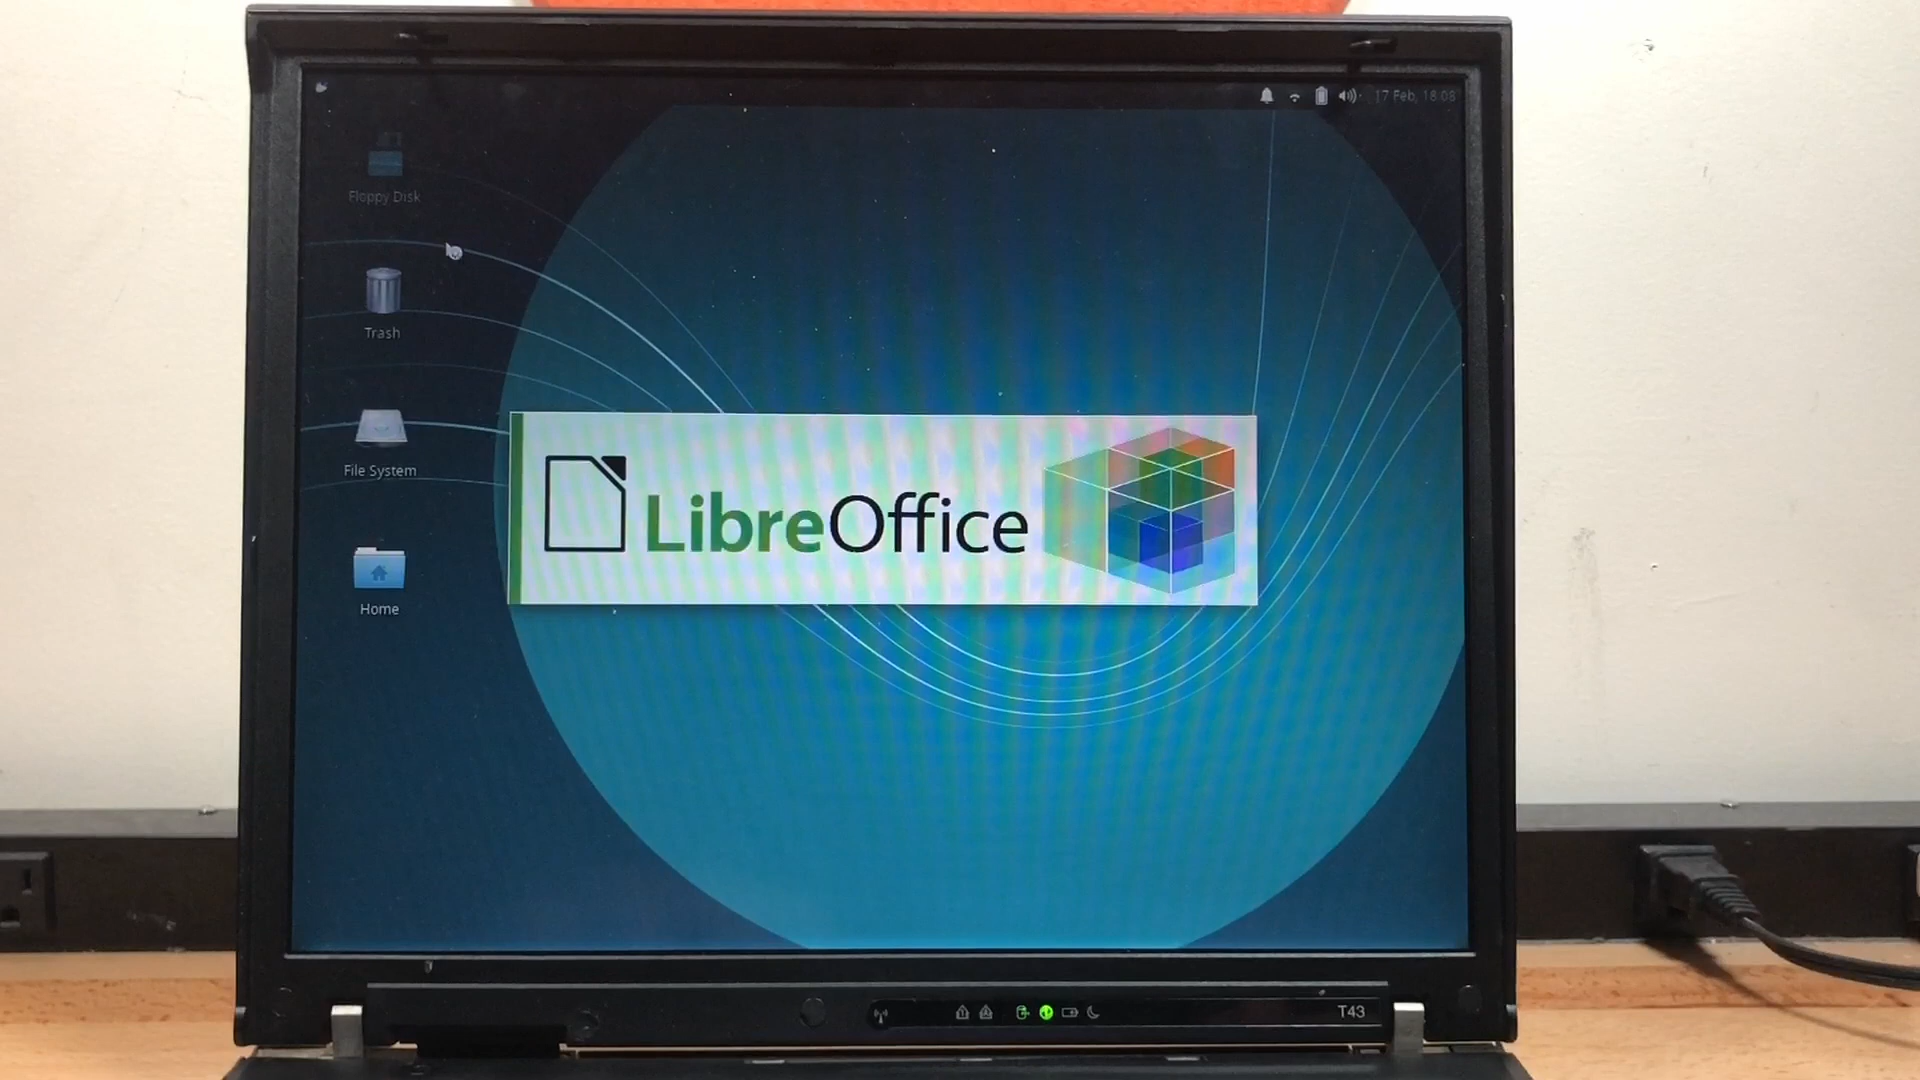 17 Feb, 18:08
Floppy Disk
Trash
File System
LibreOffice
Home
T43